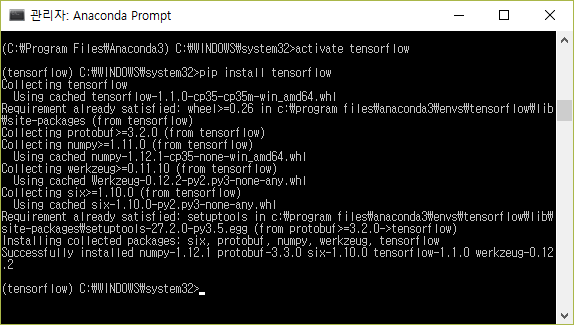 관리자: Anaconda Prompt
(C:₩Program Files₩Anaconda3) C:₩WINDOWS₩system32>activate tensorflow
(tensorflow) C:₩WINDOWS₩system32>pip install tensorflow
Collecting tensorflow
  Using cached tensorflow-1.1.0-cp35-cp35m-win_amd64.whl
Requirement already satisfied: wheel>=0.26 in c:₩program files₩anaconda3₩envs₩tensorflow₩lib
₩site-packages (from tensorflow)
Collecting protobuf>=3.2.0 (from tensorflow)
Collecting numpy>=1.11.0 (from tensorflow)
  Using cached numpy-1.12.1-cp35-none-win_amd64.whl
Collecting werkzeug>=0.11.10 (from tensorflow)
  Using cached Werkzeug-0.12.2-py2.py3-none-any.whl
Collecting six>=1.10.0 (from tensorflow)
  Using cached six-1.10.0-py2.py3-none-any.whl
Requirement already satisfied: setuptools in c:₩program files₩anaconda3₩envs₩tensorflow₩lib₩
site-packages₩setuptools-27.2.0-py3.5.egg (from protobuf>=3.2.0->tensorflow)
Installing collected packages: six, protobuf, numpy, werkzeug, tensorflow
Successfully installed numpy-1.12.1 protobuf-3.3.0 six-1.10.0 tensorflow-1.1.0 werkzeug-0.12
.2
(tensorflow) C:₩WINDOWS₩system32>